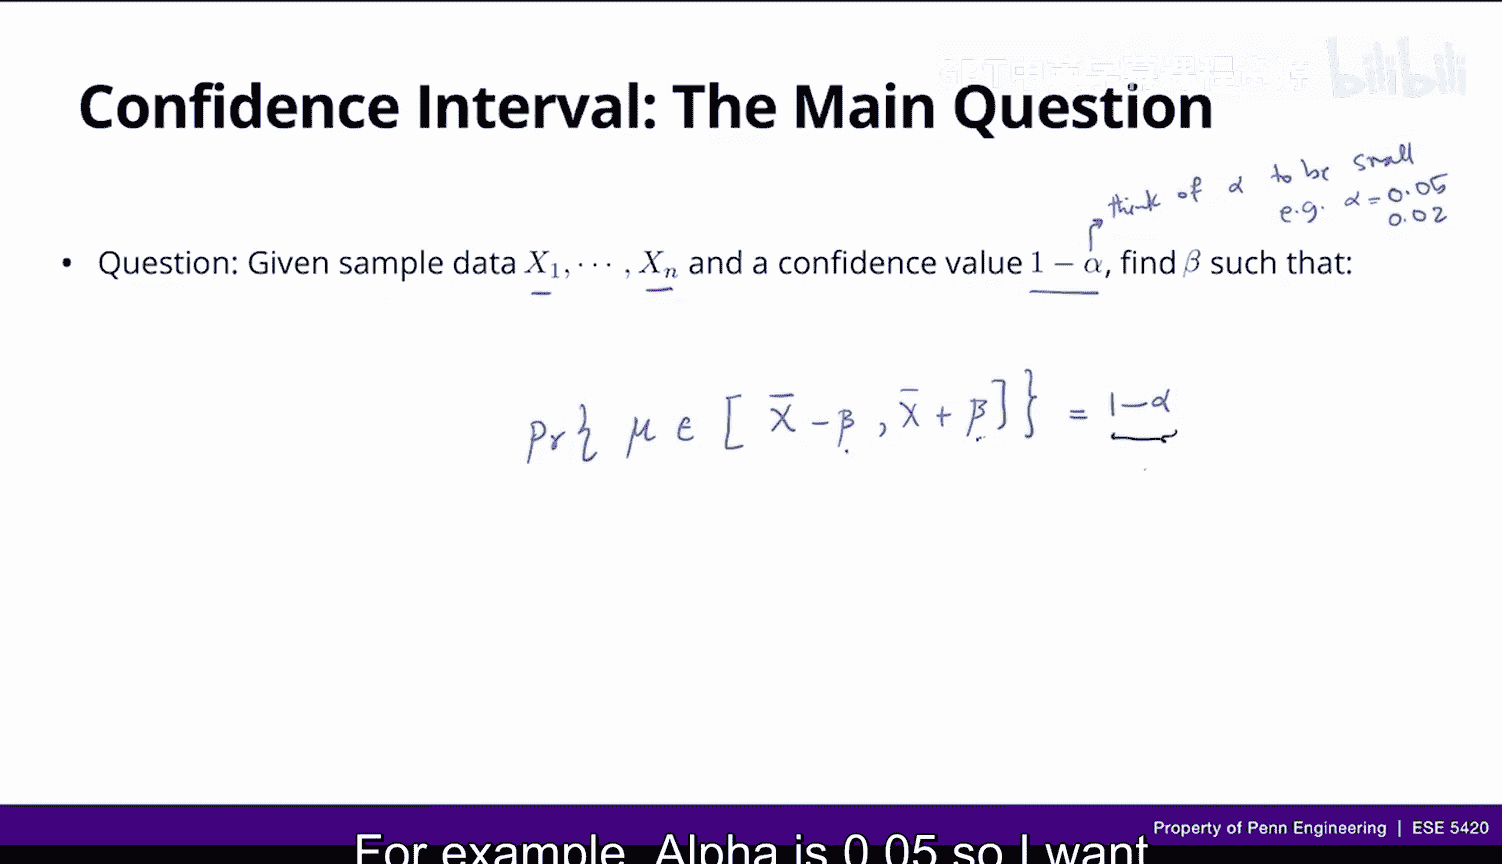 bilibili
Confidence Interval: The Main Question
think of α to be small
e.g. α = 0.05
0.02
• Question: Given sample data X₁, ⋯ , Xₙ and a confidence value 1 − α, find β such that:
Pr{ μ ∈ [ X̄ − β , X̄ + β ] } = 1 − α
Property of Penn Engineering | ESE 5420
For example, Alpha is 0.05 so I want